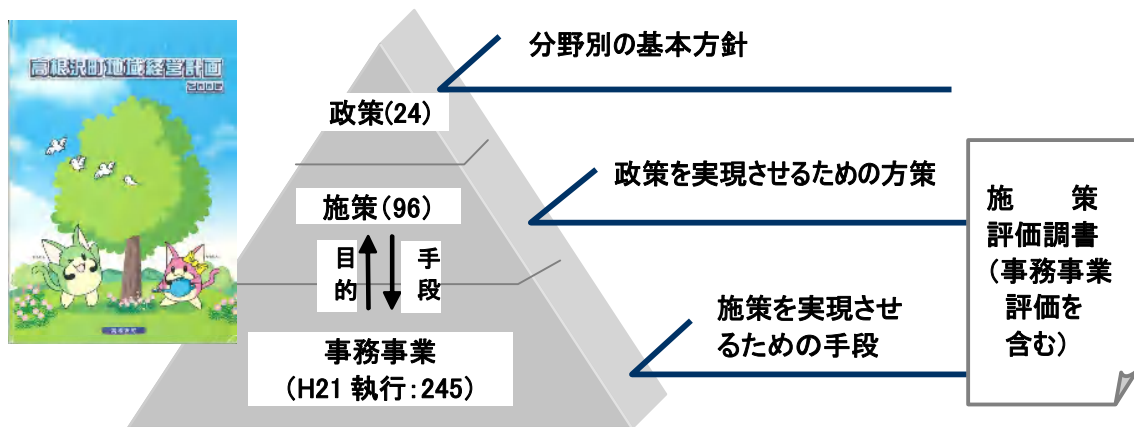 高根沢町地域経営計画
2006
分野別の基本方針
政策(24)
政策を実現させるための方策
施策(96)
目的
手段
施策を実現させ
るための手段
事務事業
(H21 執行:245)
施　　策
評価調書
(事務事業
評価を
含む)